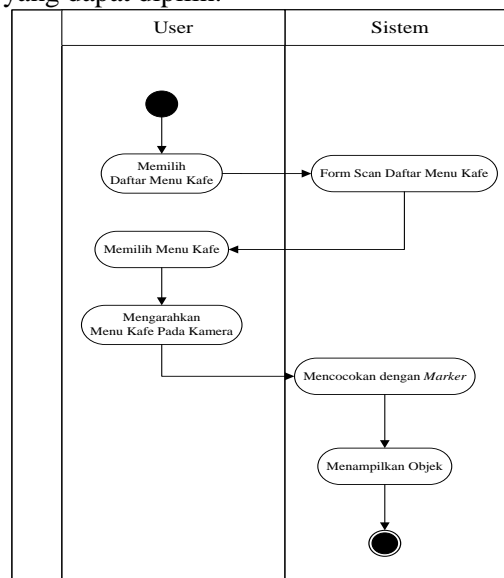 yang dapat dipilih.
User
Sistem
Memilih
Daftar Menu Kafe
Form Scan Daftar Menu Kafe
Memilih Menu Kafe
Mengarahkan
Menu Kafe Pada Kamera
Mencocokan dengan Marker
Menampilkan Objek